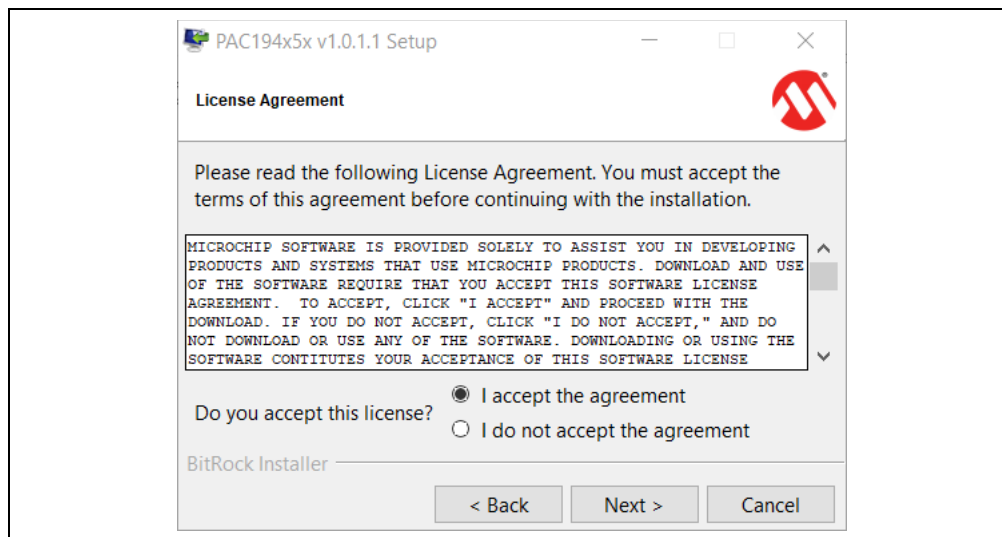 PAC194x5x v1.0.1.1 Setup
License Agreement
Please read the following License Agreement. You must accept the
terms of this agreement before continuing with the installation.
MICROCHIP SOFTWARE IS PROVIDED SOLELY TO ASSIST YOU IN DEVELOPING
PRODUCTS AND SYSTEMS THAT USE MICROCHIP PRODUCTS. DOWNLOAD AND USE
OF THE SOFTWARE REQUIRE THAT YOU ACCEPT THIS SOFTWARE LICENSE
AGREEMENT.  TO ACCEPT, CLICK "I ACCEPT" AND PROCEED WITH THE
DOWNLOAD. IF YOU DO NOT ACCEPT, CLICK "I DO NOT ACCEPT," AND DO
NOT DOWNLOAD OR USE ANY OF THE SOFTWARE. DOWNLOADING OR USING THE
SOFTWARE CONTITUTES YOUR ACCEPTANCE OF THIS SOFTWARE LICENSE
Do you accept this license?
I accept the agreement
I do not accept the agreement
BitRock Installer
< Back
Next >
Cancel